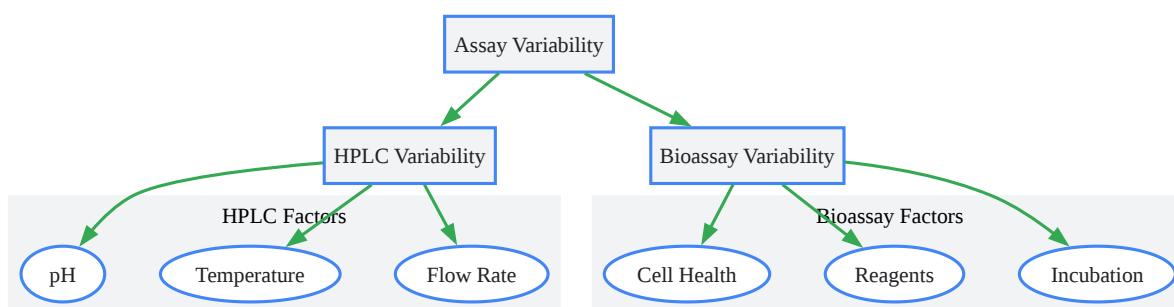 Assay Variability
HPLC Variability
Bioassay Variability
HPLC Factors
Bioassay Factors
pH
Temperature
Flow Rate
Cell Health
Reagents
Incubation